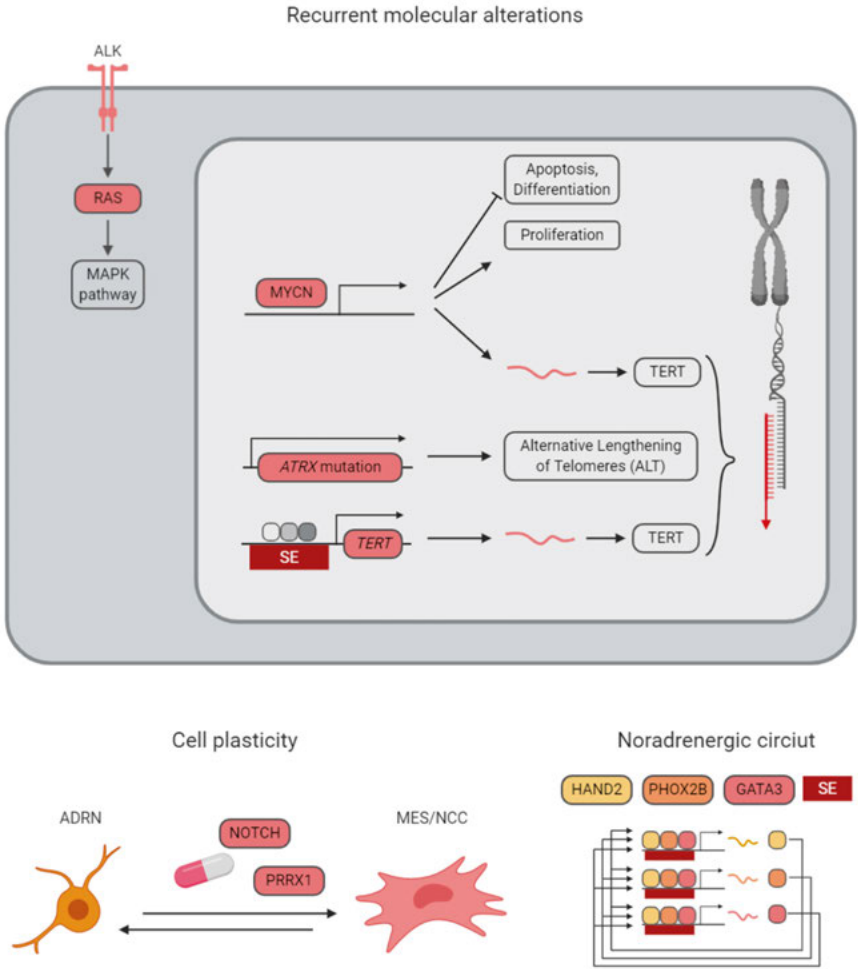 Recurrent molecular alterations
ALK
RAS
MAPK
pathway
Apoptosis,
Differentiation
Proliferation
MYCN
TERT
ATRX mutation
Alternative Lengthening
of Telomeres (ALT)
SE
TERT
TERT
Cell plasticity
ADRN
NOTCH
PRRX1
MES/NCC
Noradrenergic circiut
HAND2
PHOX2B
GATA3
SE